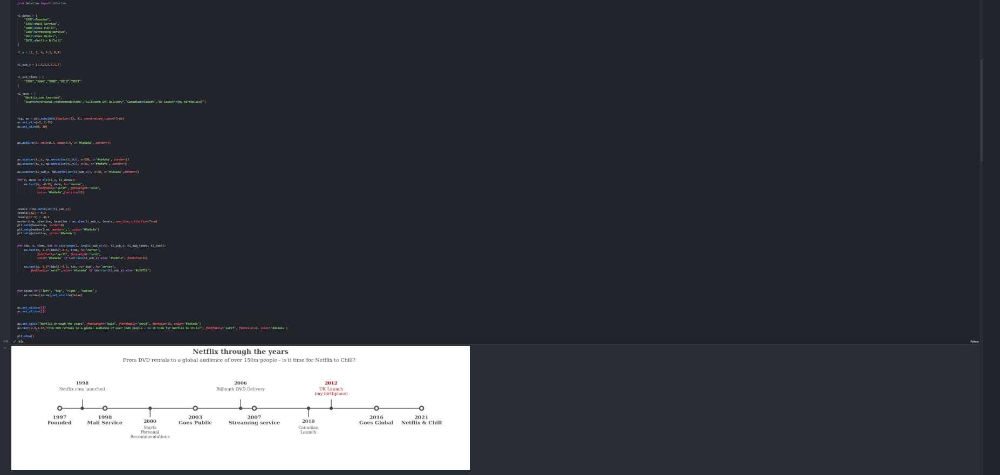 from datetime import datetime
tl_dates = [
"1997\nFounded",
"1998\nMail Service",
"2003\nGoes Public",
"2007\nStreaming service",
"2016\nGoes Global",
"2021\nNetflix & Chill"
]
tl_x = [1, 2, 4, 5.3, 8,9]
tl_sub_x = [1.5,3,5,6.5,7]
tl_sub_times = [
"1998","2000","2006","2010","2012"
]
tl_text = [
"Netflix.com launched",
"Starts\nPersonal\nRecommendations","Billionth DVD Delivery","Canadian\nLaunch","UK Launch\n(my birthplace)"]
fig, ax = plt.subplots(figsize=(15, 4), constrained_layout=True)
ax.set_ylim(-2, 1.75)
ax.set_xlim(0, 10)
ax.axhline(0, xmin=0.1, xmax=0.9, c='#4a4a4a', zorder=1)
ax.scatter(tl_x, np.zeros(len(tl_x)), s=120, c='#4a4a4a', zorder=2)
ax.scatter(tl_x, np.zeros(len(tl_x)), s=30, c='#fafafa', zorder=3)
ax.scatter(tl_sub_x, np.zeros(len(tl_sub_x)), s=50, c='#4a4a4a',zorder=4)
for x, date in zip(tl_x, tl_dates):
ax.text(x, -0.55, date, ha='center',
fontfamily='serif', fontweight='bold',
color='#4a4a4a',fontsize=12)
levels = np.zeros(len(tl_sub_x))
levels[::2] = 0.3
levels[1::2] = -0.3
markerline, stemline, baseline = ax.stem(tl_sub_x, levels, use_line_collection=True)
plt.setp(baseline, zorder=0)
plt.setp(markerline, marker=',', color='#4a4a4a')
plt.setp(stemline, color='#4a4a4a')
for idx, x, time, txt in zip(range(1, len(tl_sub_x)+1), tl_sub_x, tl_sub_times, tl_text):
ax.text(x, 1.3*(idx%2)-0.5, time, ha='center',
fontfamily='serif', fontweight='bold',
color='#4a4a4a' if idx!=len(tl_sub_x) else '#b20710', fontsize=11)
ax.text(x, 1.3*(idx%2)-0.6, txt, va='top', ha='center',
fontfamily='serif',color='#4a4a4a' if idx!=len(tl_sub_x) else '#b20710')
for spine in ["left", "top", "right", "bottom"]:
ax.spines[spine].set_visible(False)
ax.set_xticks([])
ax.set_yticks([])
ax.set_title("Netflix through the years", fontweight="bold", fontfamily='serif', fontsize=16, color='#4a4a4a')
ax.text(2.4,1.57,"From DVD rentals to a global audience of over 150m people - is it time for Netflix to Chill?", fontfamily='serif', fontsize=12, color='#4a4a4a')
plt.show()
Python
Netflix through the years
From DVD rentals to a global audience of over 150m people - is it time for Netflix to Chill?
1998
Netflix.com launched
2006
Billionth DVD Delivery
2012
UK Launch
(my birthplace)
1997
Founded
1998
Mail Service
2000
Starts
Personal
Recommendations
2003
Goes Public
2007
Streaming service
2010
Canadian
Launch
2016
Goes Global
2021
Netflix & Chill